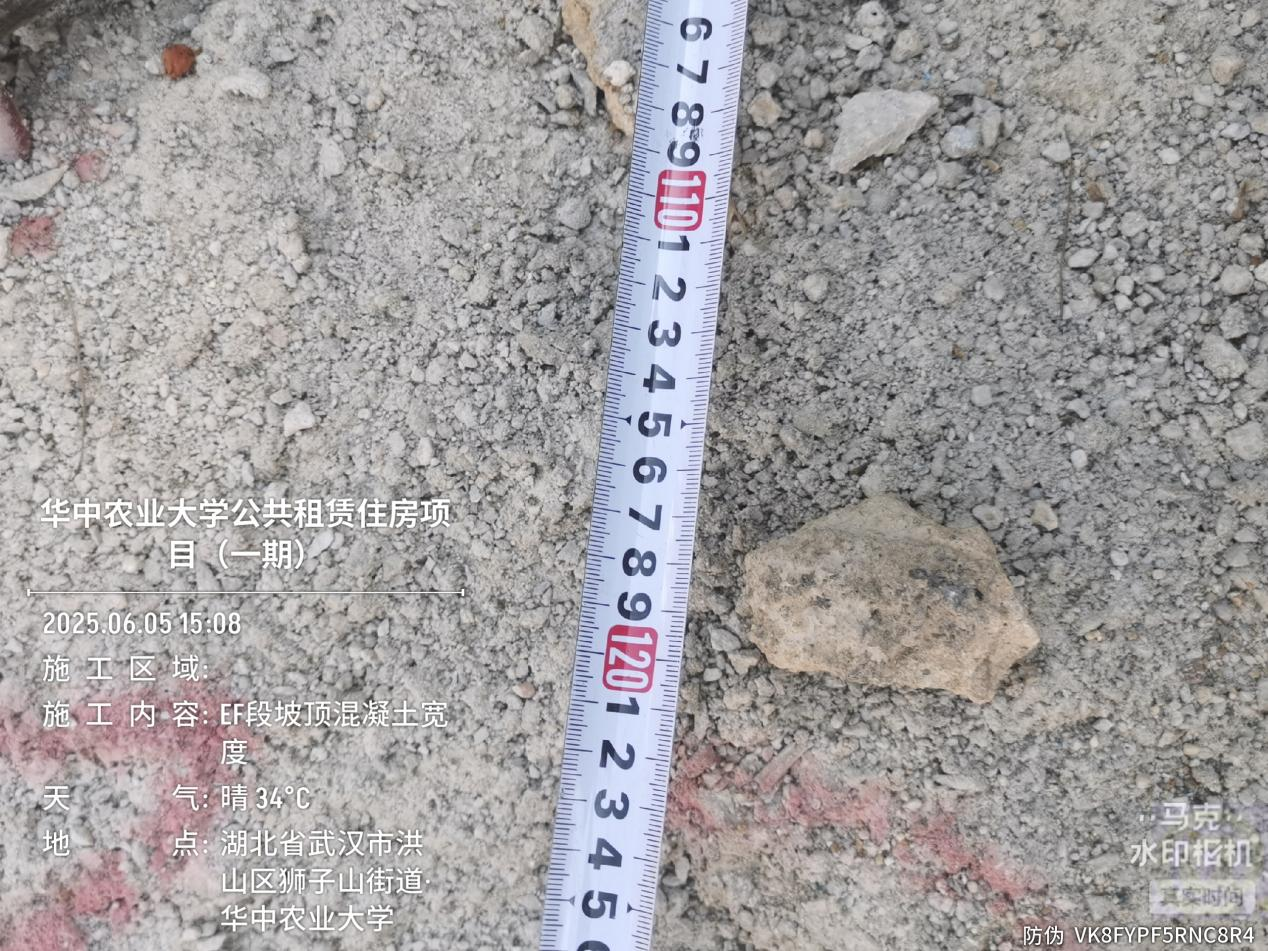 6
7
8
9
110
1
2
3
4
5
6
7
8
9
120
1
2
3
4
5
6
华中农业大学公共租赁住房项
目（一期）
2025.06.05 15:08
施工区域:
施工内容: EF段坡顶混凝土宽
度
天气: 晴 34°C
地点: 湖北省武汉市洪
山区狮子山街道·
华中农业大学
马克
水印相机
真实时间
防伪 VK8FYPF5RNC8R4